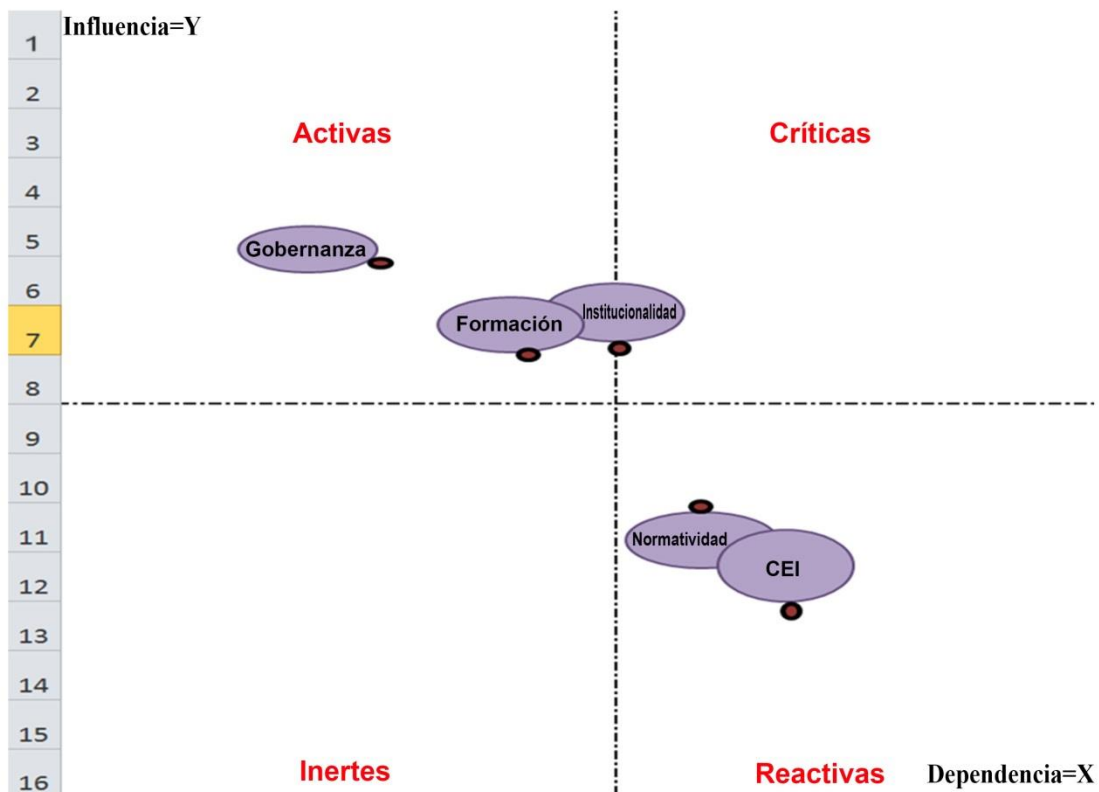 Influencia=Y
1
2
3
4
5
6
7
8
9
10
11
12
13
14
15
16
Activas
Críticas
Gobernanza
Formación
Institucionalidad
Normatividad
CEI
Inertes
Reactivas
Dependencia=X